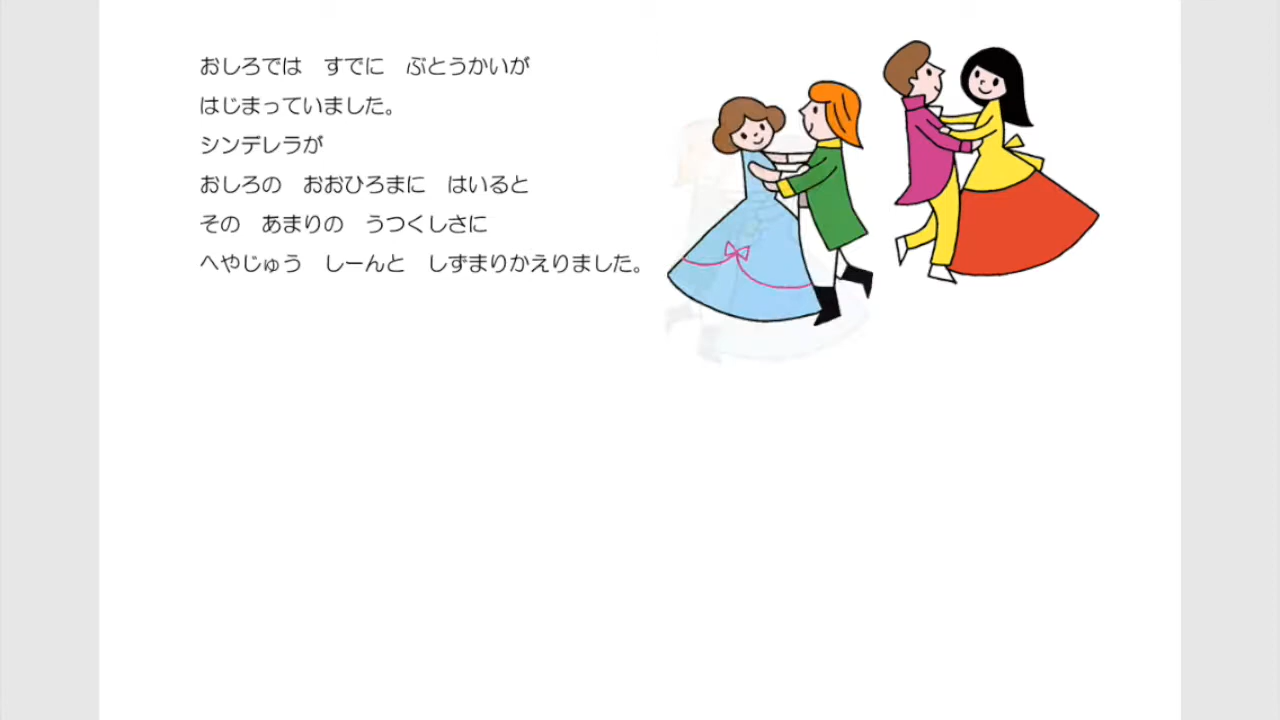 おしろでは　すでに　ぶとうかいが
はじまっていました。
シンデレラが
おしろの　おおひろまに　はいると
その　あまりの　うつくしさに
へやじゅう　しーんと　しずまりかえりました。